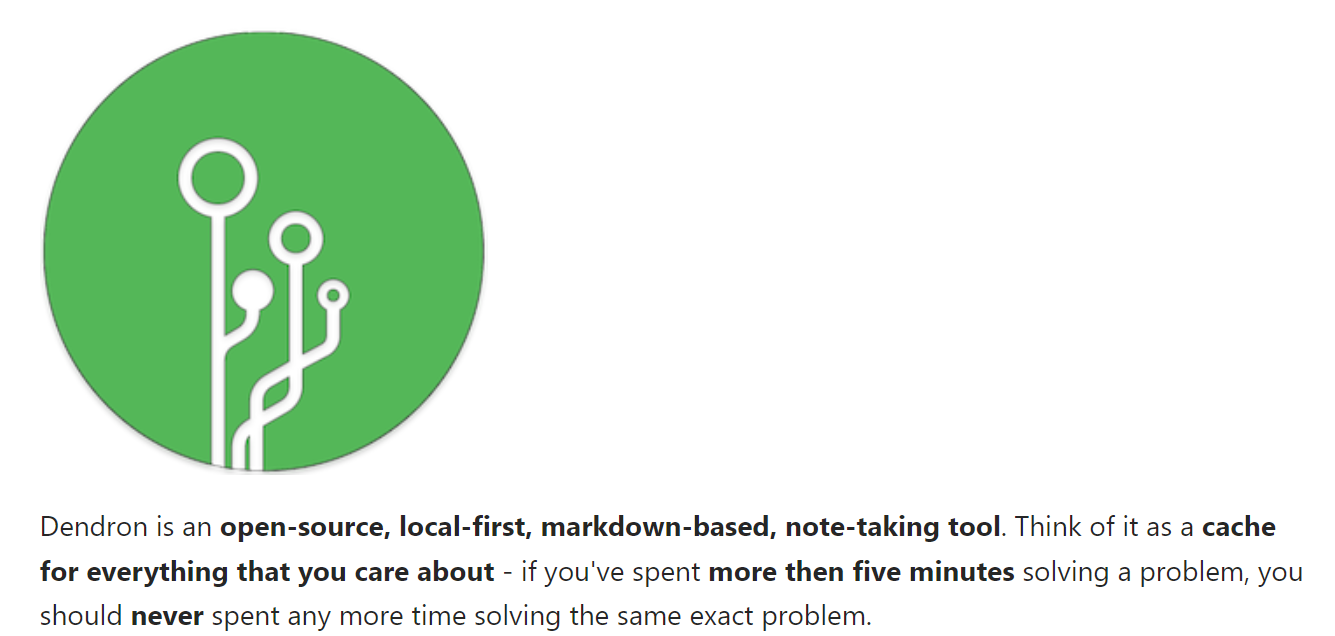 Dendron is an open-source, local-first, markdown-based, note-taking tool. Think of it as a cache
for everything that you care about - if you've spent more then five minutes solving a problem, you
should never spent any more time solving the same exact problem.